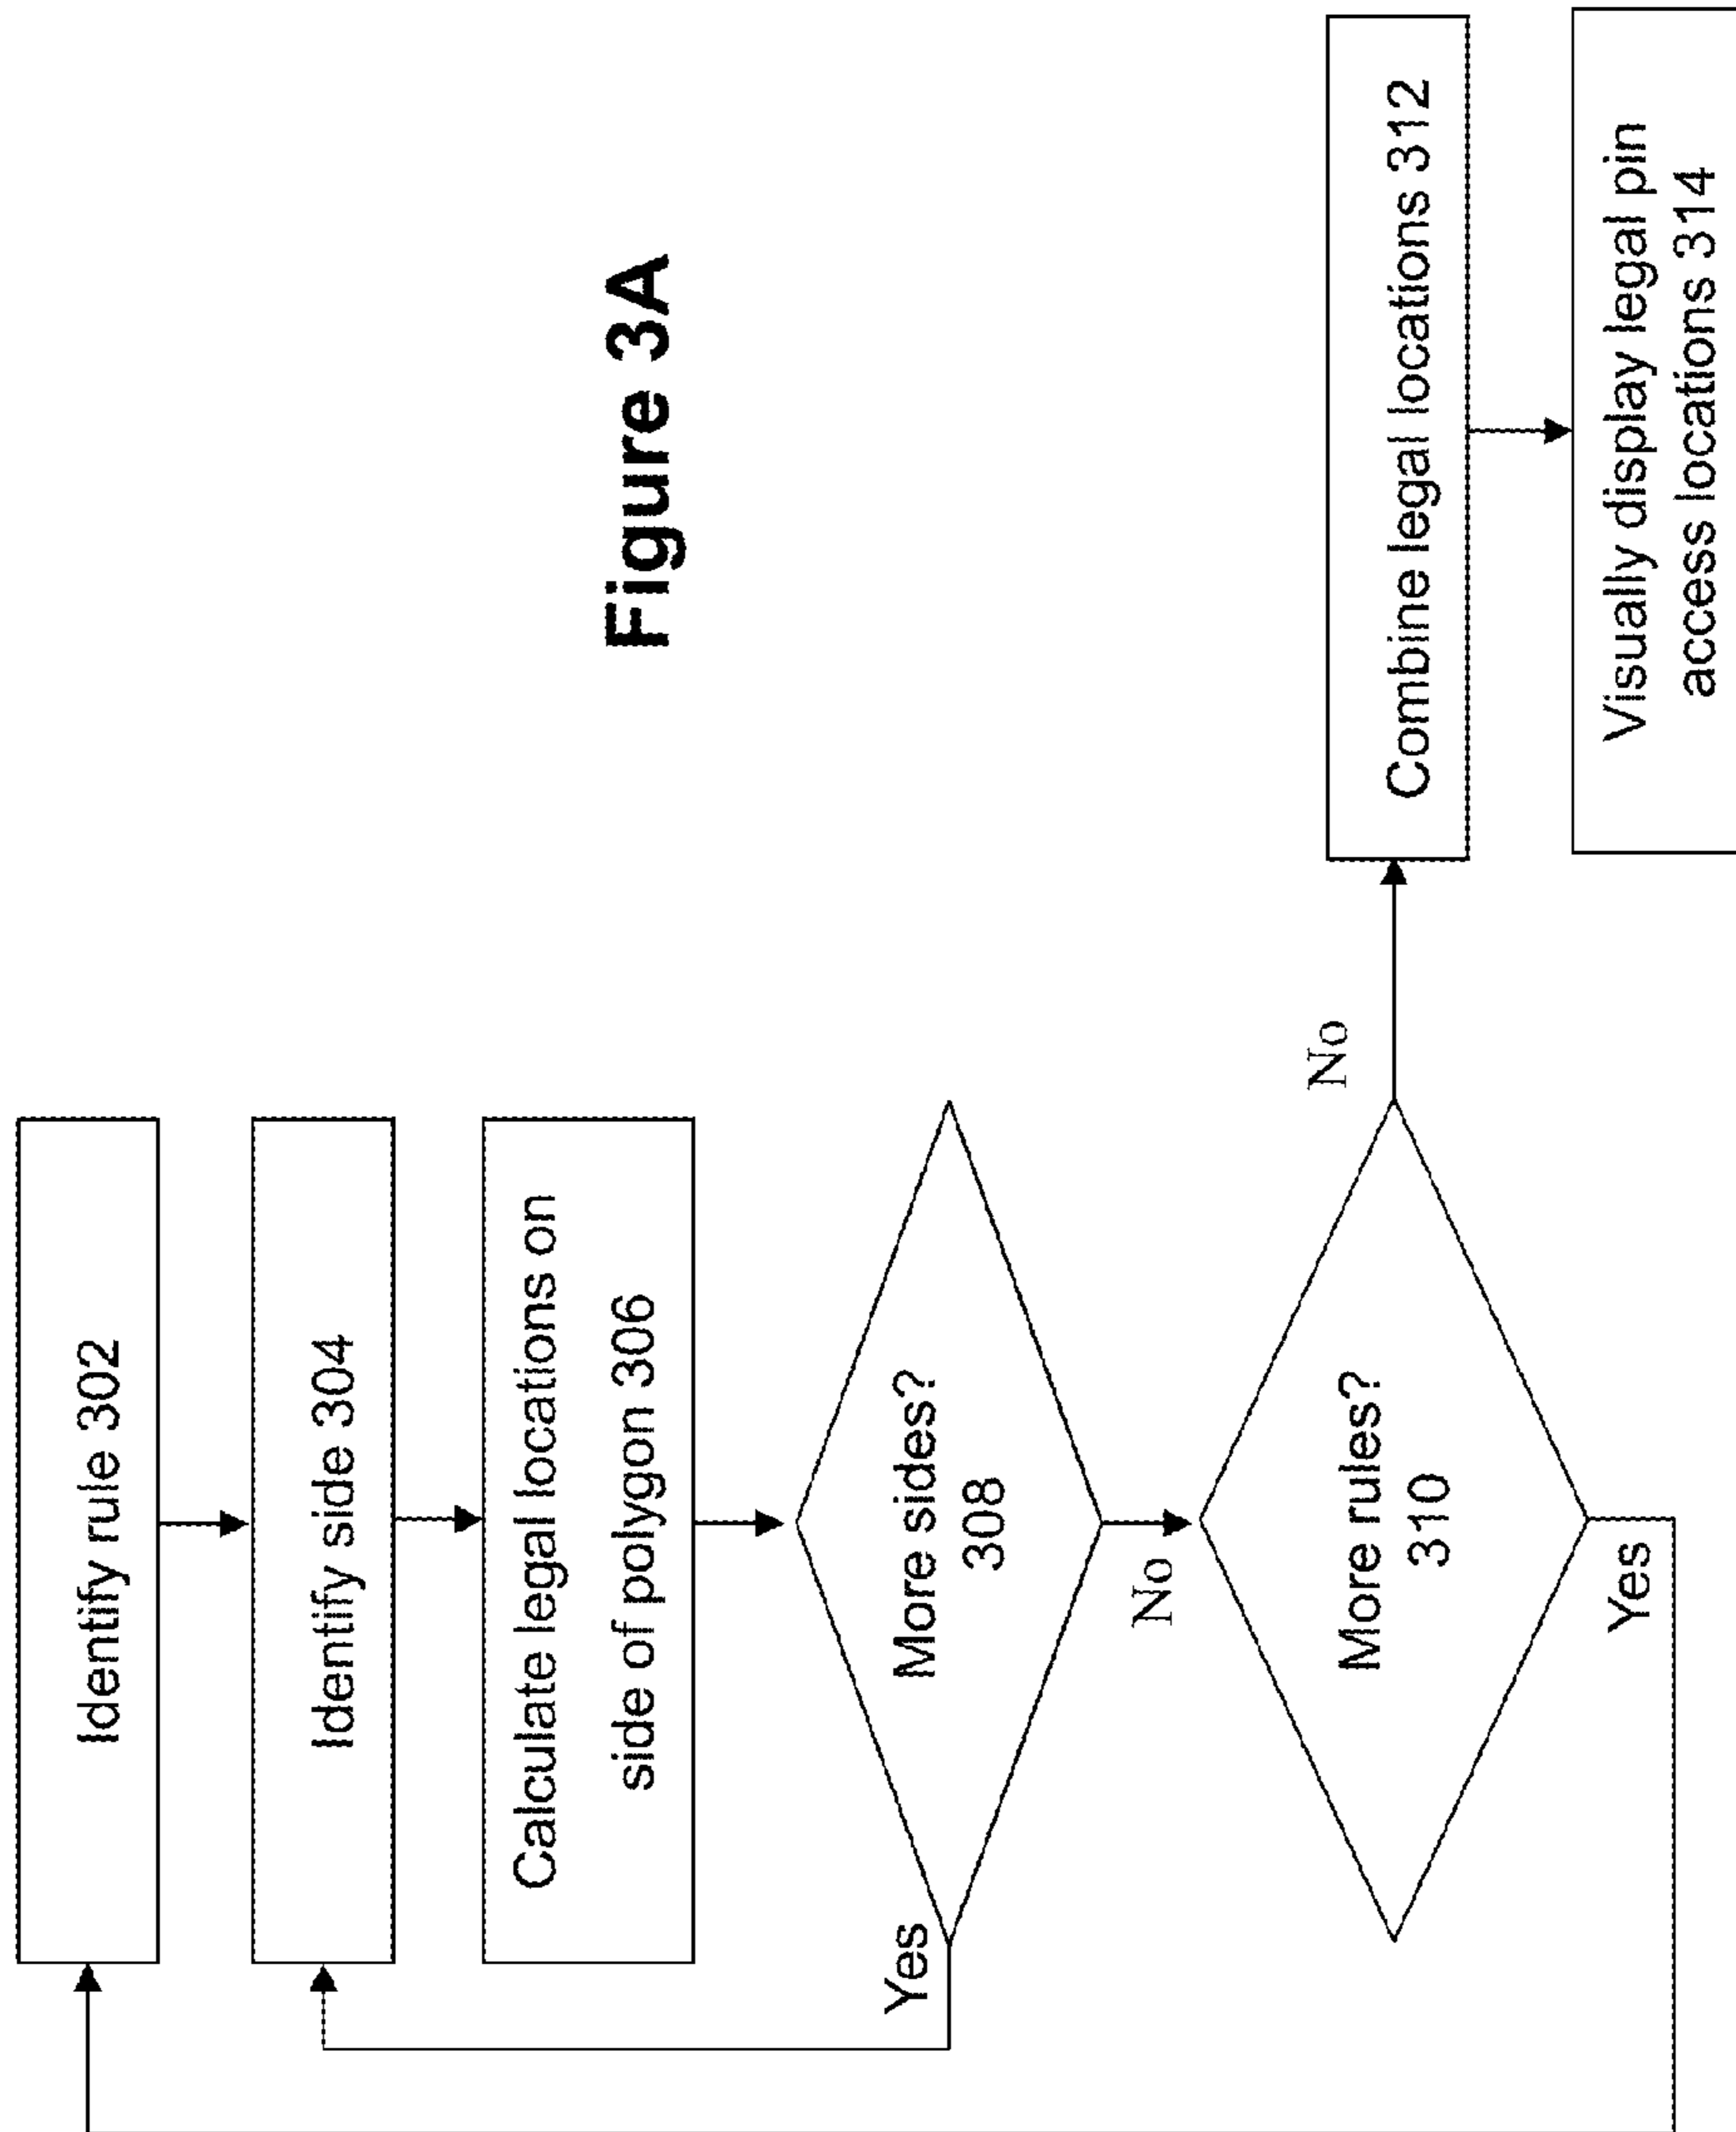 Identify rule 302
Identify side 304
Calculate legal locations on
side of polygon 306
More sides?
308
Yes
No
More rules?
310
Yes
No
Combine legal locations 312
Visually display legal pin
access locations 314
Figure 3A